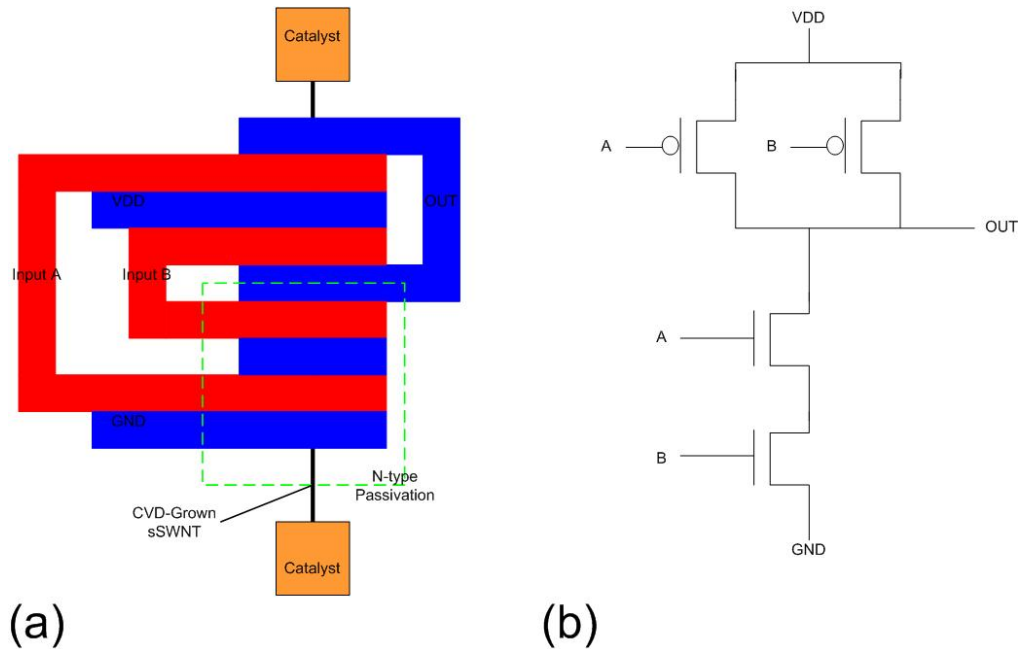 Catalyst
VDD
OUT
Input A
Input B
GND
N-type
Passivation
CVD-Grown
sSWNT
Catalyst
(a)
VDD
A
B
OUT
A
B
GND
(b)